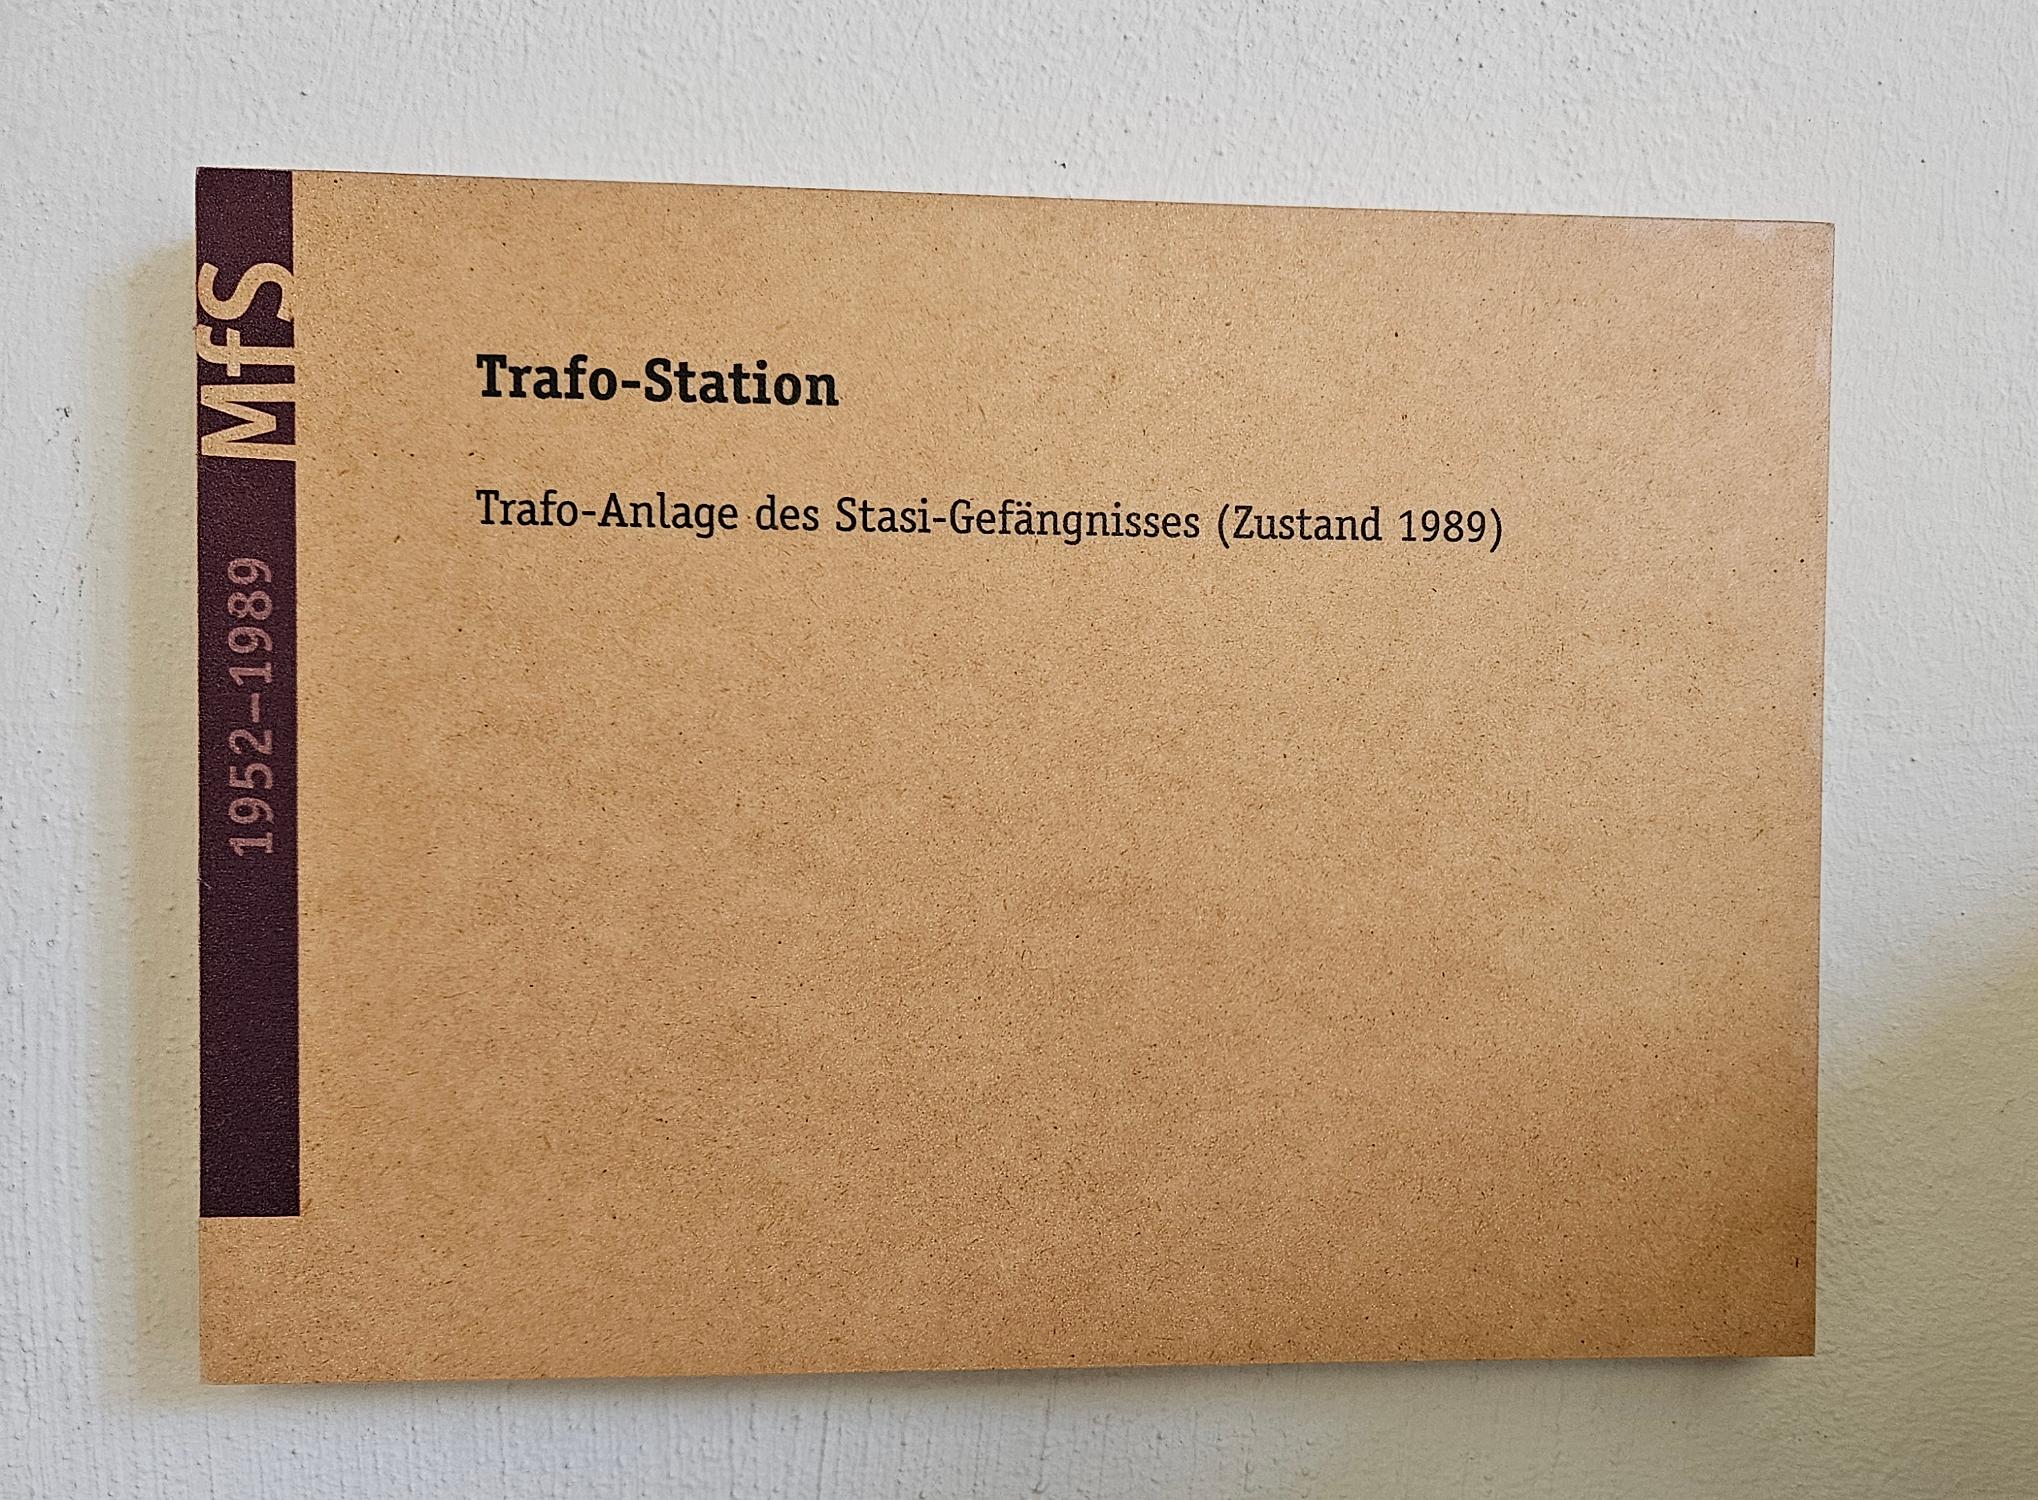 MfS
1952–1989
Trafo-Station
Trafo-Anlage des Stasi-Gefängnisses (Zustand 1989)